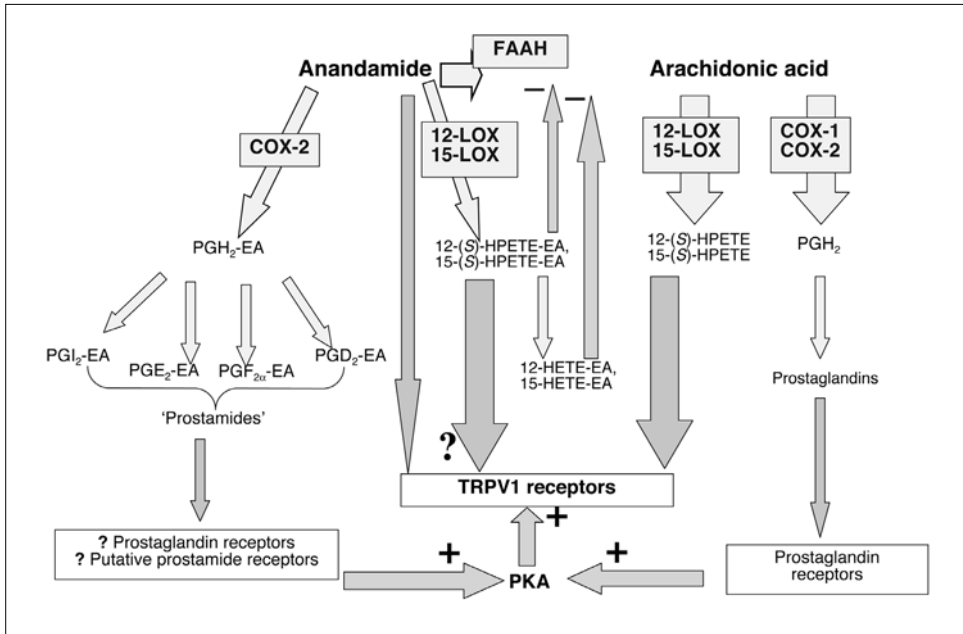 FAAH
Anandamide
Arachidonic acid
–
–
COX-2
12-LOX
15-LOX
12-LOX
15-LOX
COX-1
COX-2
PGH₂-EA
12-(S)-HPETE-EA,
15-(S)-HPETE-EA
12-(S)-HPETE
15-(S)-HPETE
PGH₂
PGI₂-EA
PGE₂-EA
PGF₂α-EA
PGD₂-EA
12-HETE-EA,
15-HETE-EA
Prostaglandins
'Prostamides'
?
TRPV1 receptors
+
? Prostaglandin receptors
? Putative prostamide receptors
+
PKA
+
Prostaglandin
receptors